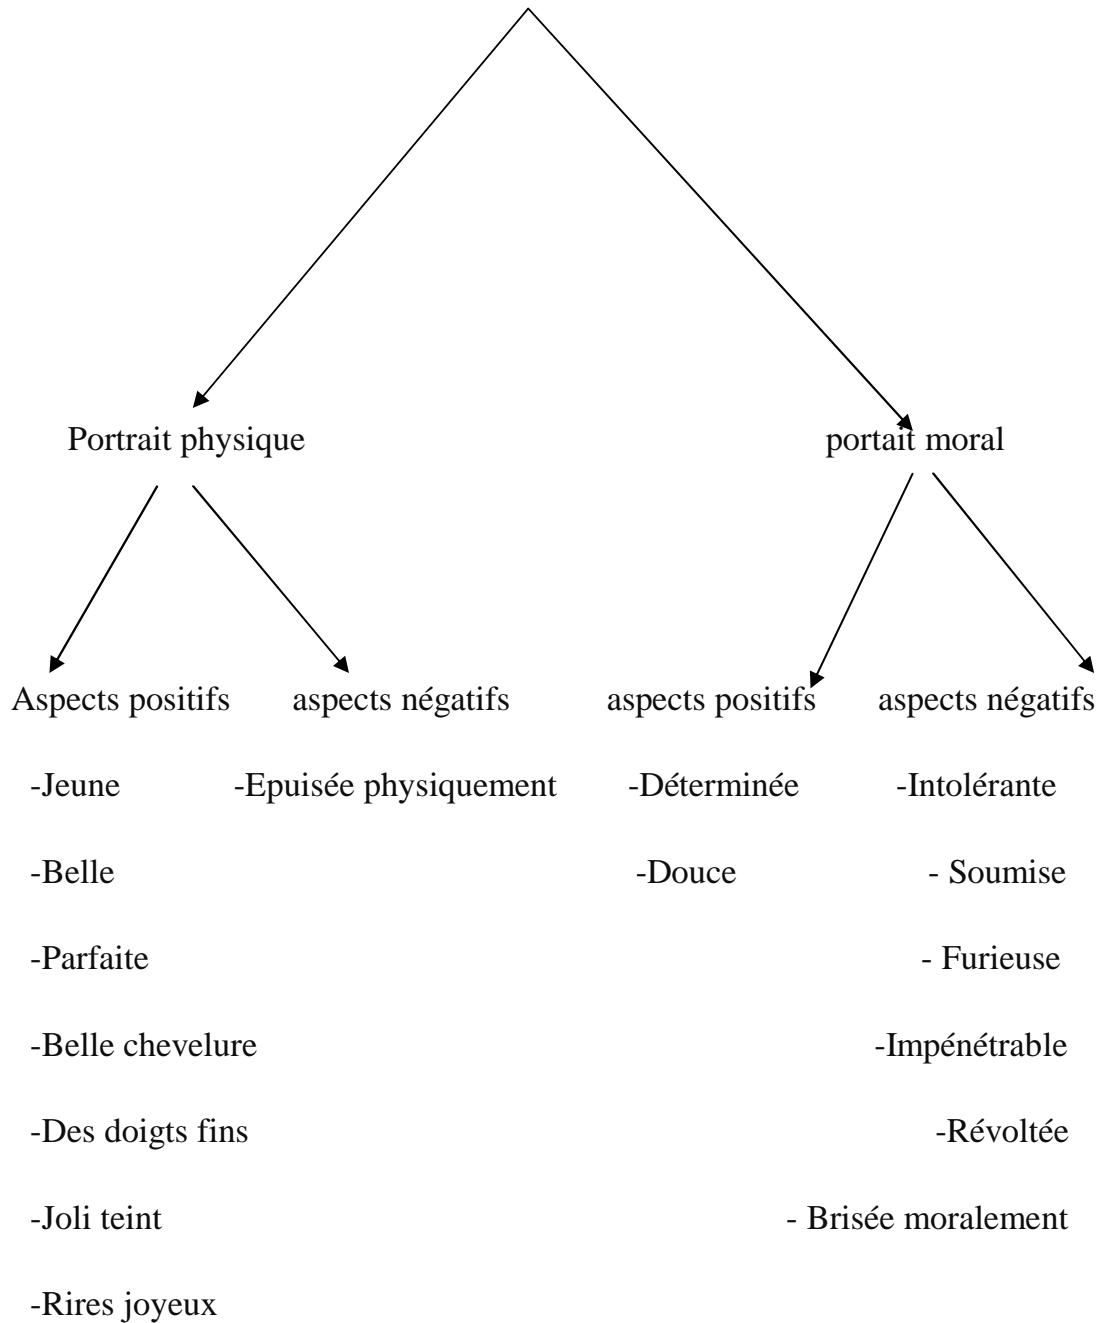 Portrait physique portait moral
Aspects positifs aspects négatifs aspects positifs aspects négatifs
-Jeune -Epuisée physiquement -Déterminée -Intolérante
-Belle -Douce - Soumise
-Parfaite - Furieuse
-Belle chevelure -Impénétrable
-Des doigts fins -Révoltée
-Joli teint - Brisée moralement
-Rires joyeux